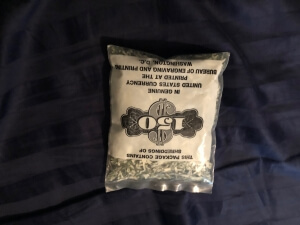 THIS PACKAGE CONTAINS
SHREDDINGS OF
150
IN GENUINE
UNITED STATES CURRENCY
PRINTED AT THE
BUREAU OF ENGRAVING AND PRINTING
WASHINGTON, D.C.